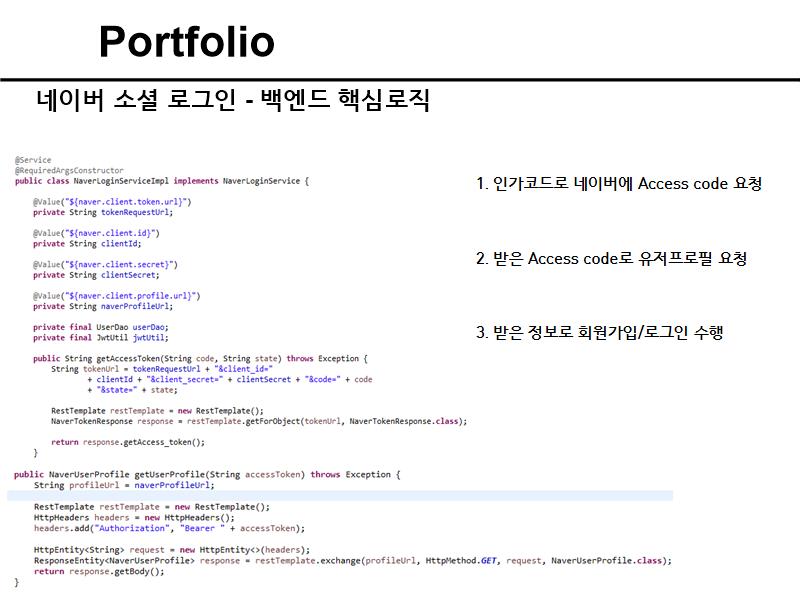 Portfolio
네이버 소셜 로그인 - 백엔드 핵심로직
@Service
@RequiredArgsConstructor
public class NaverLoginServiceImpl implements NaverLoginService {
@Value("${naver.client.token.url}")
private String tokenRequestUrl;
@Value("${naver.client.id}")
private String clientId;
@Value("${naver.client.secret}")
private String clientSecret;
@Value("${naver.client.profile.url}")
private String naverProfileUrl;
private final UserDao userDao;
private final JwtUtil jwtUtil;
public String getAccessToken(String code, String state) throws Exception {
String tokenUrl = tokenRequestUrl + "&client_id="
+ clientId + "&client_secret=" + clientSecret + "&code=" + code
+ "&state=" + state;
RestTemplate restTemplate = new RestTemplate();
NaverTokenResponse response = restTemplate.getForObject(tokenUrl, NaverTokenResponse.class);
return response.getAccess_token();
}
public NaverUserProfile getUserProfile(String accessToken) throws Exception {
String profileUrl = naverProfileUrl;
RestTemplate restTemplate = new RestTemplate();
HttpHeaders headers = new HttpHeaders();
headers.add("Authorization", "Bearer " + accessToken);
HttpEntity<String> request = new HttpEntity<>(headers);
ResponseEntity<NaverUserProfile> response = restTemplate.exchange(profileUrl, HttpMethod.GET, request, NaverUserProfile.class);
return response.getBody();
}
1. 인가코드로 네이버에 Access code 요청
2. 받은 Access code로 유저프로필 요청
3. 받은 정보로 회원가입/로그인 수행